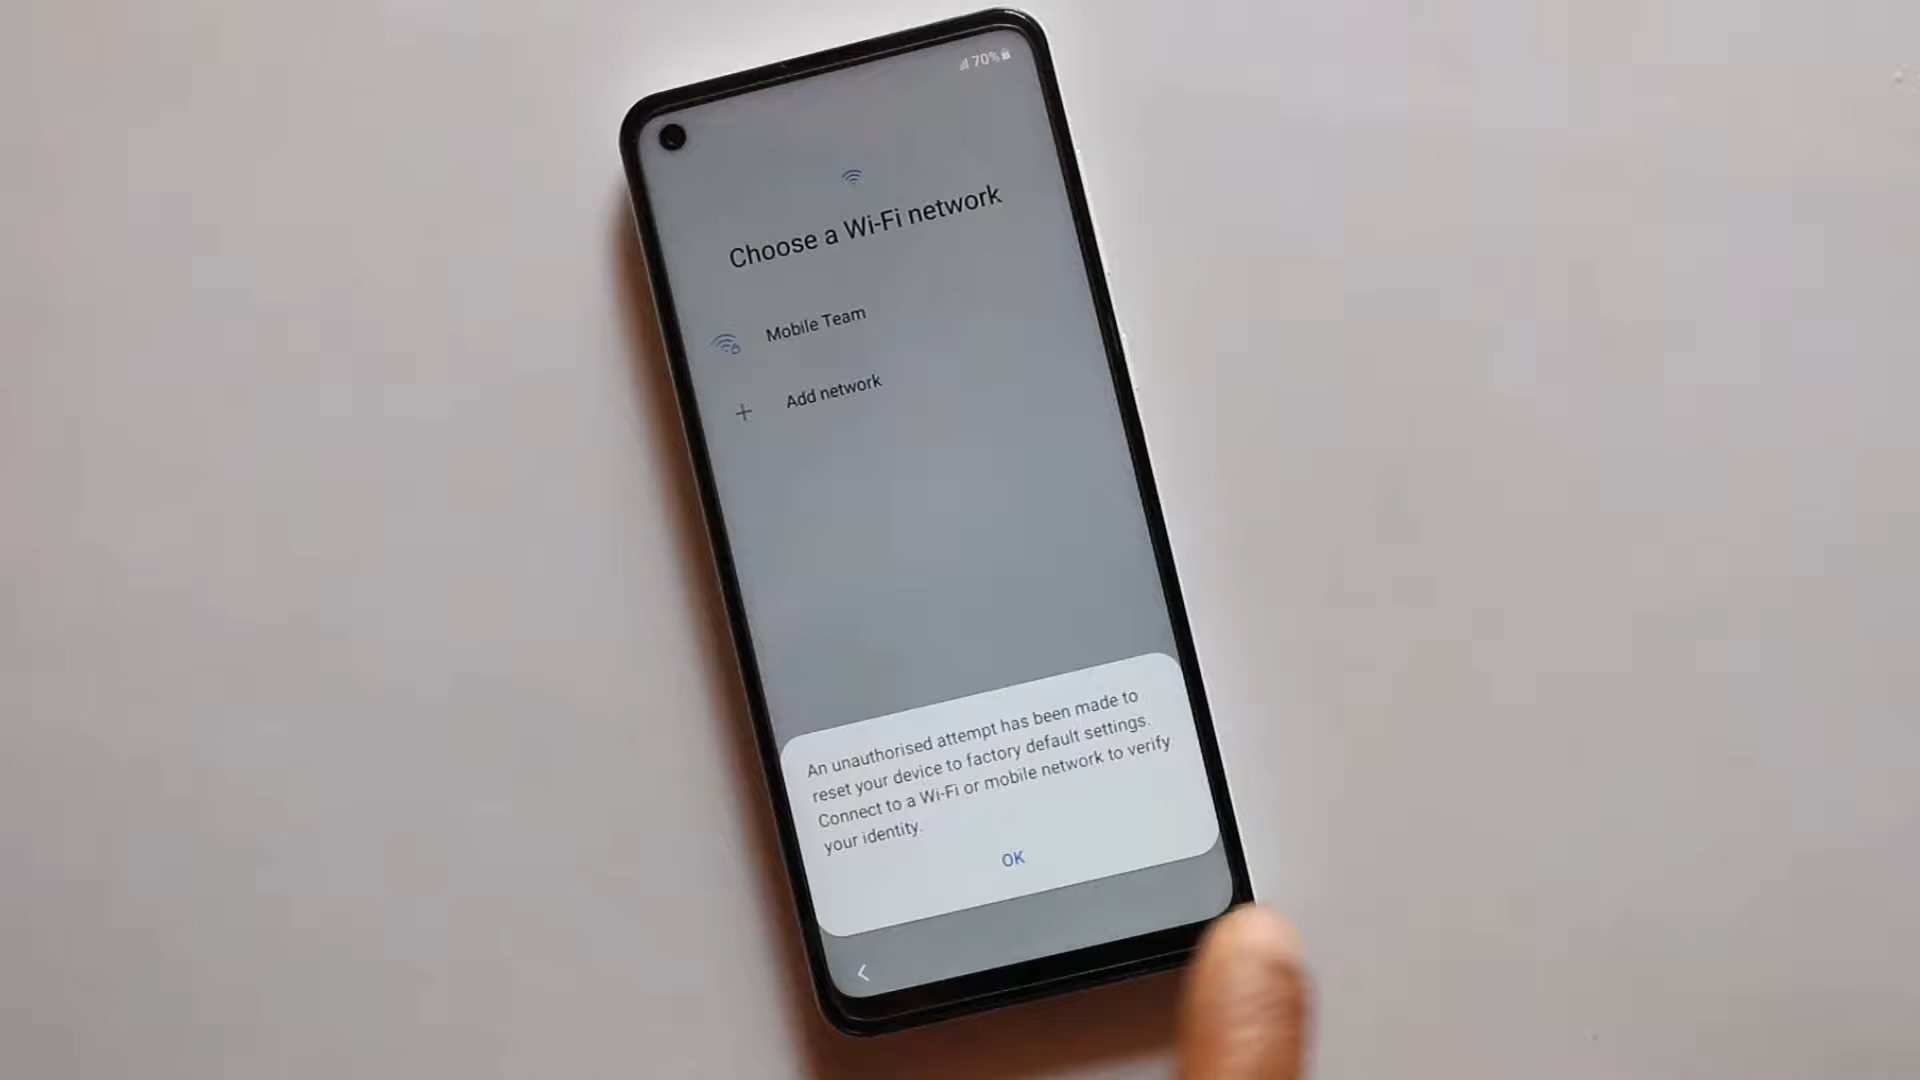 70%
Choose a Wi-Fi network
Mobile Team
Add network
An unauthorised attempt has been made to
reset your device to factory default settings.
Connect to a Wi-Fi or mobile network to verify
your identity.
OK